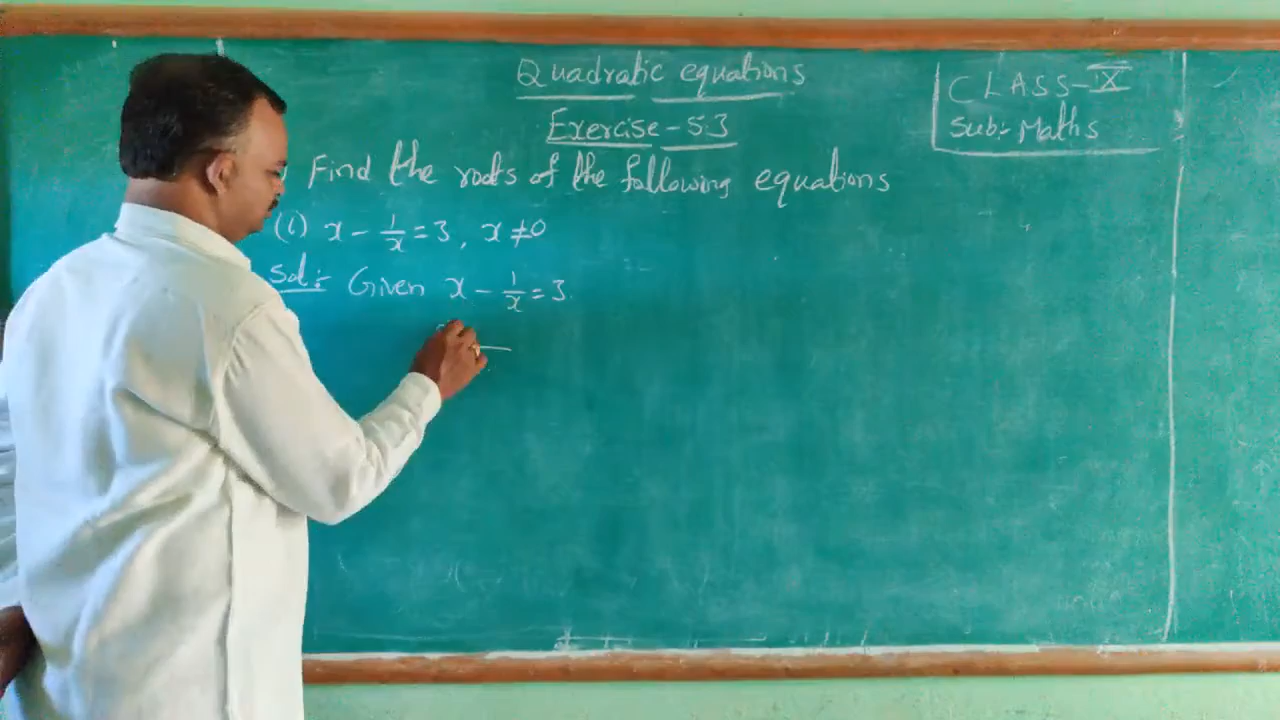 Quadratic equations
CLASS-IX
Sub:- Maths
Exercise-5.3
Find the roots of the following equations
(i) x - 1/x = 3, x ≠ 0
Sol:- Given x - 1/x = 3.